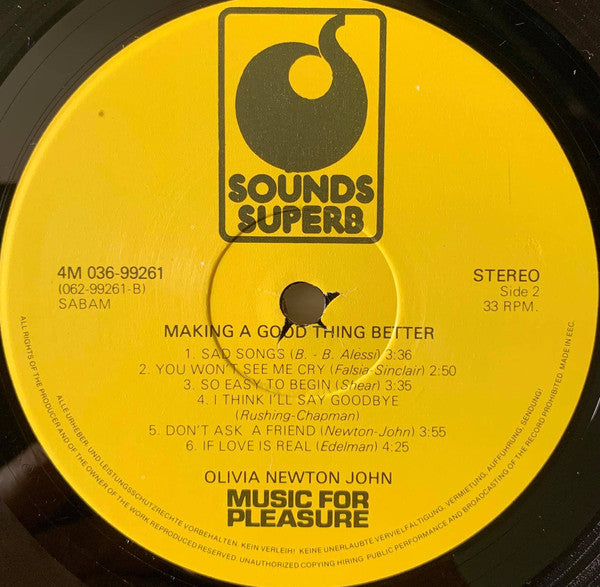 SOUNDS
SUPERB
4M 036-99261
(062-99261-B)
SABAM
STEREO
Side 2
33 RPM.
MAKING A GOOD THING BETTER
1. SAD SONGS (B. - B. Alessi) 3:36
2. YOU WON'T SEE ME CRY (Falsia Sinclair) 2:50
3. SO EASY TO BEGIN (Shear) 3:35
4. I THINK I'LL SAY GOODBYE
(Rushing-Chapman)
5. DON'T ASK A FRIEND (Newton-John) 3:55
6. IF LOVE IS REAL (Edelman) 4:25
OLIVIA NEWTON JOHN
MUSIC FOR
PLEASURE
ALLE URHEBER- UND LEISTUNGSSCHUTZRECHTE VORBEHALTEN. KEIN VERLEIH! KEINE UNERLAUBTE VERVIELFÄLTIGUNG, VERMIETUNG, AUFFÜHRUNG, SENDUNG!
ALL RIGHTS OF THE PRODUCER AND OF THE OWNER OF THE WORK REPRODUCED RESERVED. UNAUTHORIZED COPYING HIRING PUBLIC PERFORMANCE AND BROADCASTING OF THE RECORD PROHIBITED. MADE IN EEC.